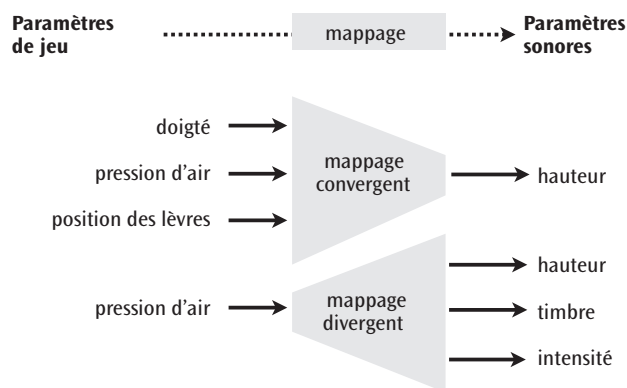 Paramètres
de jeu
mappage
Paramètres
sonores
doigté
pression d'air
position des lèvres
mappage
convergent
hauteur
pression d'air
mappage
divergent
hauteur
timbre
intensité